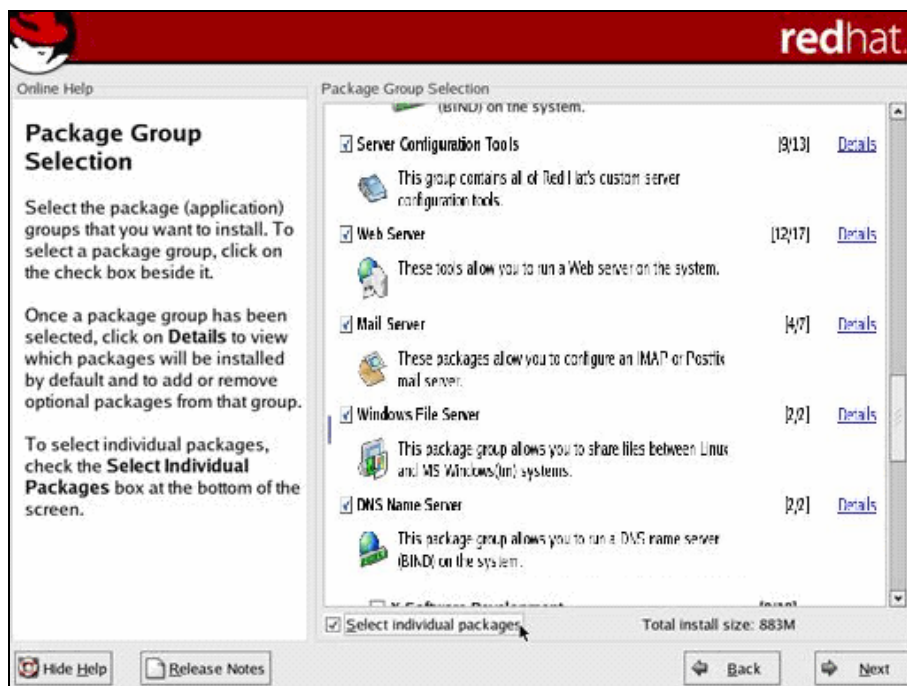 redhat.
Online Help
Package Group
Selection
Select the package (application)
groups that you want to install. To
select a package group, click on
the check box beside it.
Once a package group has been
selected, click on Details to view
which packages will be installed
by default and to add or remove
optional packages from that group.
To select individual packages,
check the Select Individual
Packages box at the bottom of the
screen.
Package Group Selection
(BIND) on the system.
Server Configuration Tools [9/13] Details
This group contains all of Red Hat's custom server
configuration tools.
Web Server [12/17] Details
These tools allow you to run a Web server on the system.
Mail Server [4/7] Details
These packages allow you to configure an IMAP or Postfix
mail server.
Windows File Server [2/2] Details
This package group allows you to share files between Linux
and MS Windows(tm) systems.
DNS Name Server [2/2] Details
This package group allows you to run a DNS name server
(BIND) on the system.
X Software Development
Select individual packages
Total install size: 883M
Hide Help
Release Notes
Back
Next